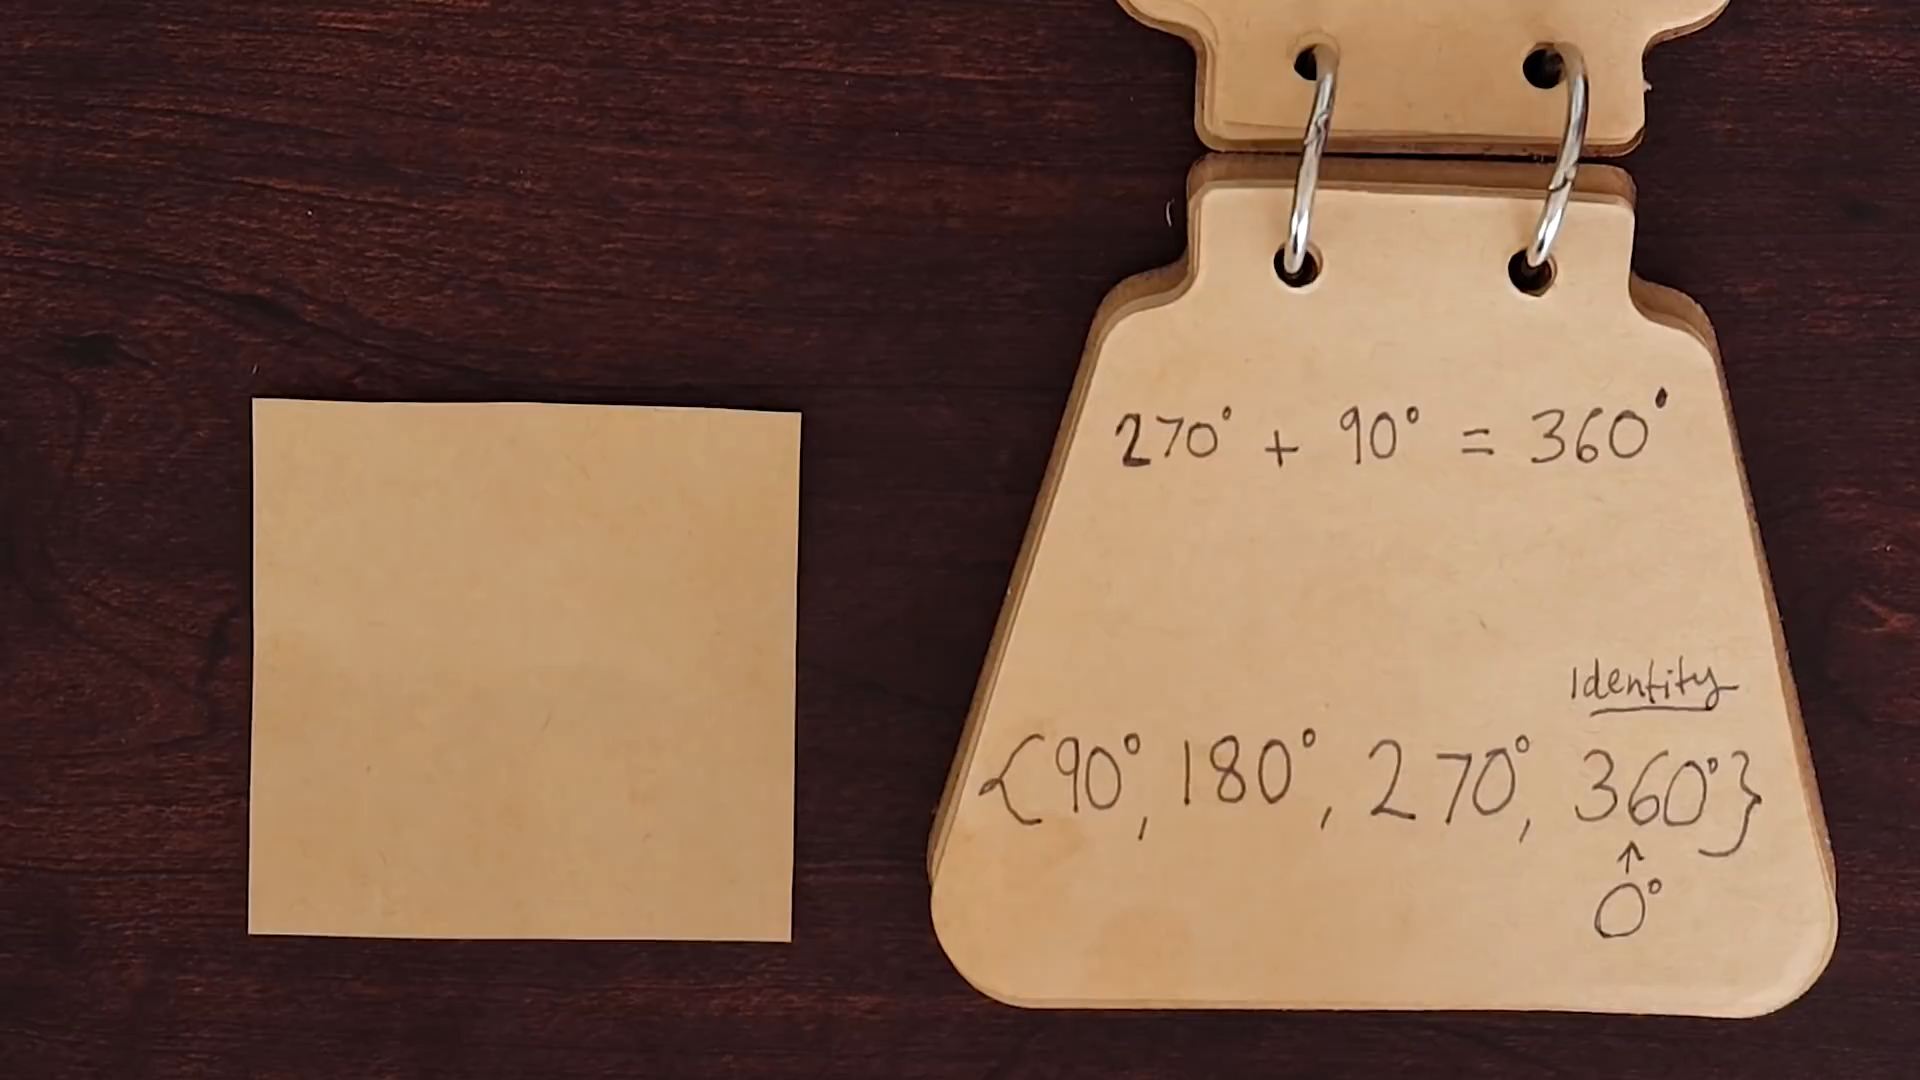 270° + 90° = 360°
Identity
{90°, 180°, 270°, 360°}
↑
0°